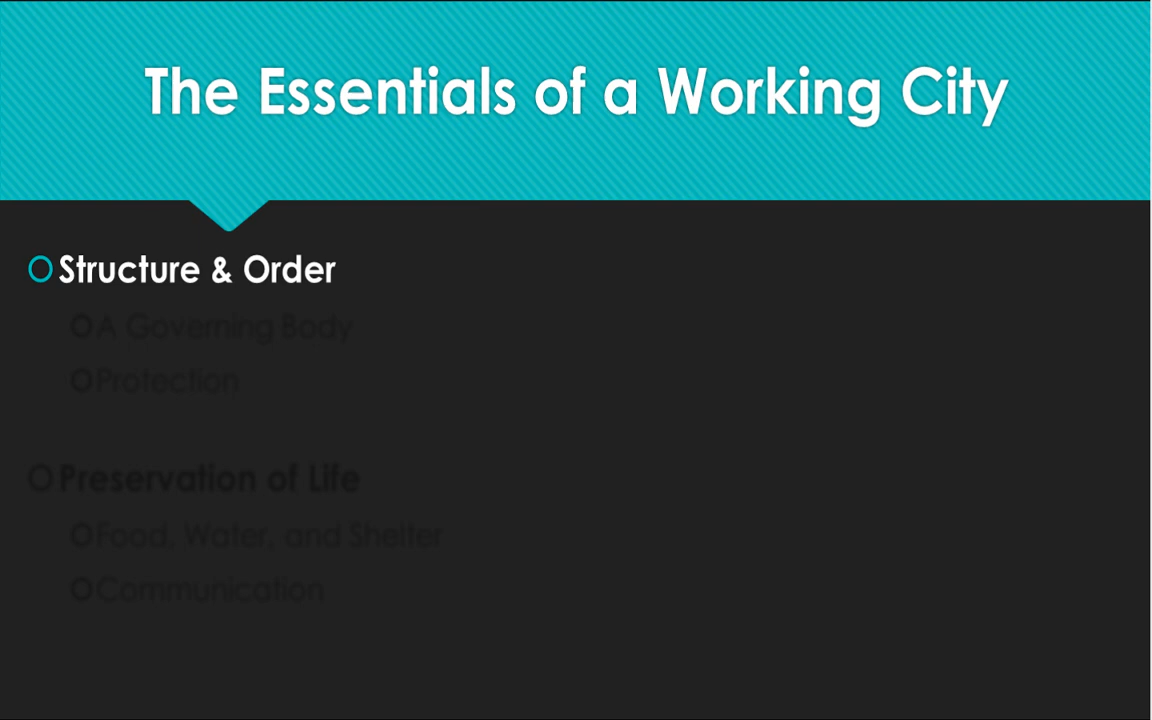 The Essentials of a Working City
Structure & Order
A Governing Body
Protection
Preservation of Life
Food, Water, and Shelter
Communication